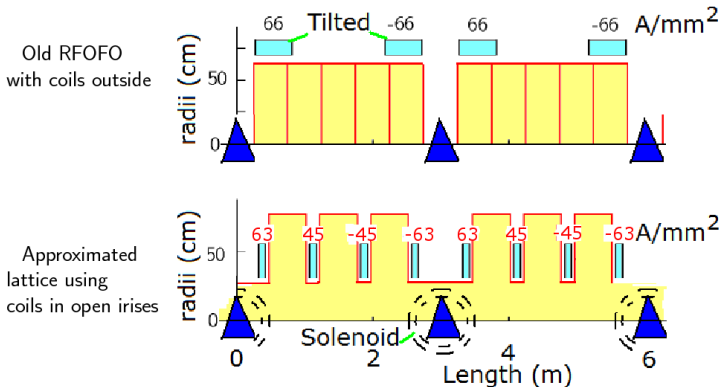 66 Tilted -66 66 -66 A/mm²
Old RFOFO
with coils outside
radii (cm)
50
0
63 45 -45 -63 63 45 -45 -63 A/mm²
Approximated
lattice using
coils in open irises
radii (cm)
50
0
Solenoid
0 2 4 6
Length (m)